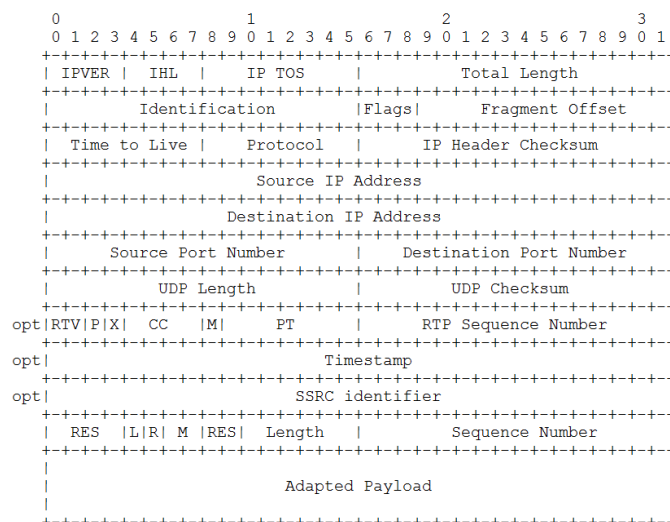 0                   1                   2                   3
0 1 2 3 4 5 6 7 8 9 0 1 2 3 4 5 6 7 8 9 0 1 2 3 4 5 6 7 8 9 0 1
+-+-+-+-+-+-+-+-+-+-+-+-+-+-+-+-+-+-+-+-+-+-+-+-+-+-+-+-+-+-+-+-
| IPVER |  IHL  |    IP TOS     |          Total Length
+-+-+-+-+-+-+-+-+-+-+-+-+-+-+-+-+-+-+-+-+-+-+-+-+-+-+-+-+-+-+-+-
|         Identification        |Flags|      Fragment Offset
+-+-+-+-+-+-+-+-+-+-+-+-+-+-+-+-+-+-+-+-+-+-+-+-+-+-+-+-+-+-+-+-
|  Time to Live |    Protocol   |      IP Header Checksum
+-+-+-+-+-+-+-+-+-+-+-+-+-+-+-+-+-+-+-+-+-+-+-+-+-+-+-+-+-+-+-+-
|                     Source IP Address
+-+-+-+-+-+-+-+-+-+-+-+-+-+-+-+-+-+-+-+-+-+-+-+-+-+-+-+-+-+-+-+-
|                  Destination IP Address
+-+-+-+-+-+-+-+-+-+-+-+-+-+-+-+-+-+-+-+-+-+-+-+-+-+-+-+-+-+-+-+-
|      Source Port Number       |    Destination Port Number
+-+-+-+-+-+-+-+-+-+-+-+-+-+-+-+-+-+-+-+-+-+-+-+-+-+-+-+-+-+-+-+-
|           UDP Length          |         UDP Checksum
+-+-+-+-+-+-+-+-+-+-+-+-+-+-+-+-+-+-+-+-+-+-+-+-+-+-+-+-+-+-+-+-
opt|RTV|P|X|  CC   |M|     PT      |      RTP Sequence Number
+-+-+-+-+-+-+-+-+-+-+-+-+-+-+-+-+-+-+-+-+-+-+-+-+-+-+-+-+-+-+-+-
opt|                            Timestamp
+-+-+-+-+-+-+-+-+-+-+-+-+-+-+-+-+-+-+-+-+-+-+-+-+-+-+-+-+-+-+-+-
opt|                         SSRC identifier
+-+-+-+-+-+-+-+-+-+-+-+-+-+-+-+-+-+-+-+-+-+-+-+-+-+-+-+-+-+-+-+-
|  RES  |L|R| M |RES|  Length   |         Sequence Number
+-+-+-+-+-+-+-+-+-+-+-+-+-+-+-+-+-+-+-+-+-+-+-+-+-+-+-+-+-+-+-+-
|
|                        Adapted Payload
|
+-+-+-+-+-+-+-+-+-+-+-+-+-+-+-+-+-+-+-+-+-+-+-+-+-+-+-+-+-+-+-+-